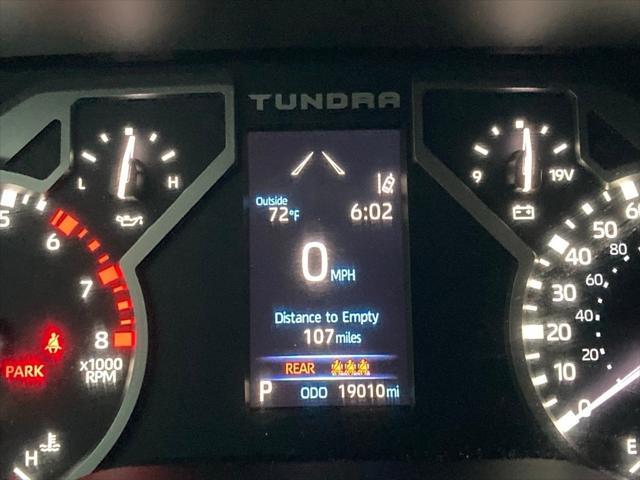 TUNDRA
L H
9 19V
Outside
72°F 6:02
0 MPH
Distance to Empty
107 miles
REAR
P ODO 19010 mi
5
6
7
8
x1000
RPM
PARK
H
60
50
40
30
20
10
0
80
60
40
20
E